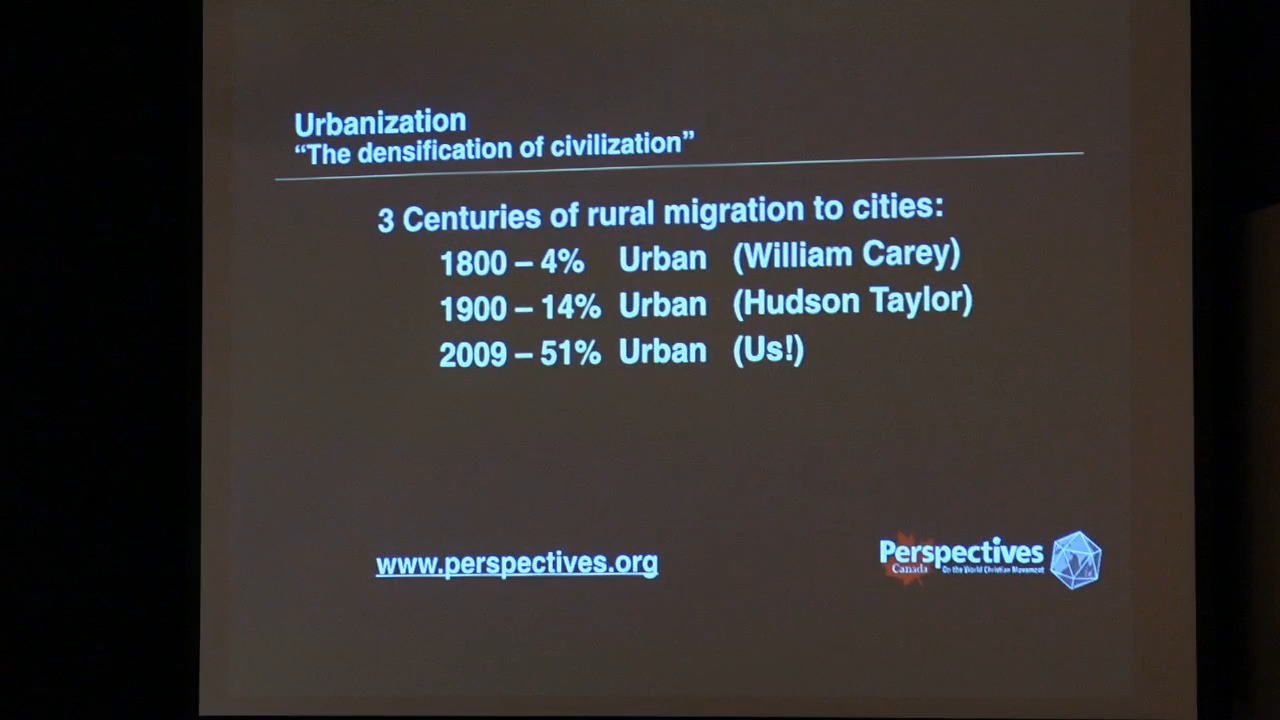 Urbanization
“The densification of civilization”
3 Centuries of rural migration to cities:
1800 – 4% Urban (William Carey)
1900 – 14% Urban (Hudson Taylor)
2009 – 51% Urban (Us!)
www.perspectives.org
Perspectives
Canada On the World Christian Movement